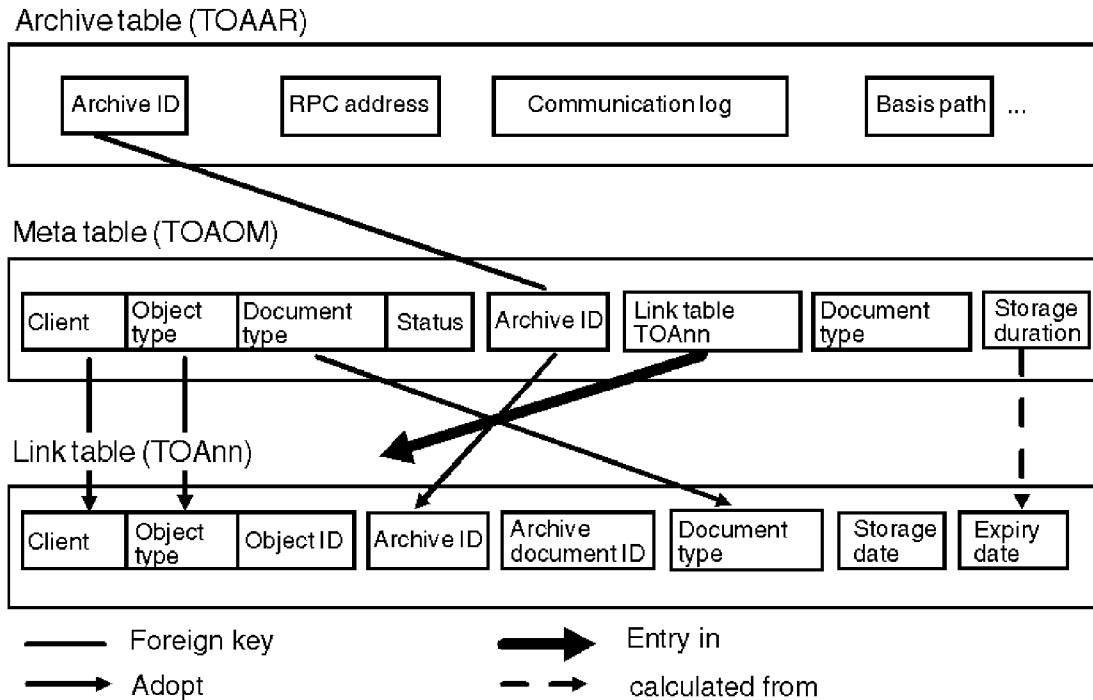 Archive table (TOAAR)
Archive ID RPC address Communication log Basis path ...
Meta table (TOAOM)
Client Object type Document type Status Archive ID Link table TOAnn Document type Storage duration
Link table (TOAnn)
Client Object type Object ID Archive ID Archive document ID Document type Storage date Expiry date
Foreign key Entry in
Adopt calculated from